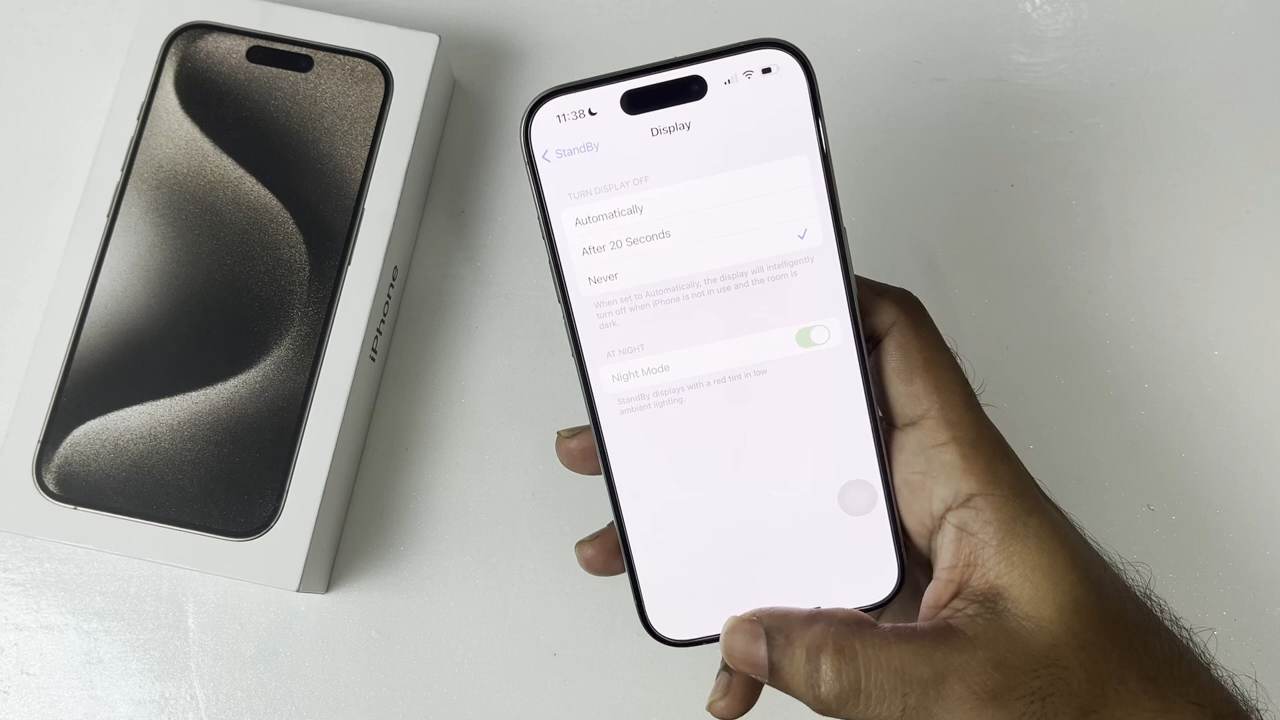 iPhone
11:38
Display
StandBy
TURN DISPLAY OFF
Automatically
After 20 Seconds
Never
When set to Automatically, the display will intelligently
turn off when iPhone is not in use and the room is
dark.
AT NIGHT
Night Mode
StandBy displays with a red tint in low
ambient lighting.